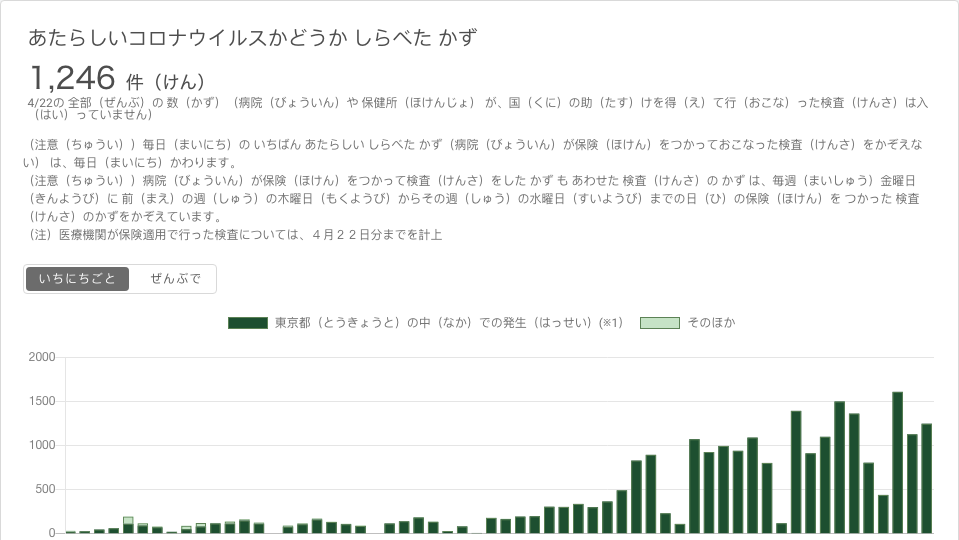 あたらしいコロナウイルスかどうか しらべた かず
1,246 件（けん）
4/22の 全部（ぜんぶ）の 数（かず）（病院（びょういん）や 保健所（ほけんじょ） が、国（くに）の助（たす）けを得（え）て行（おこな）った検査（けんさ）は入
（はい）っていません）
（注意（ちゅうい））毎日（まいにち）の いちばん あたらしい しらべた かず（病院（びょういん）が保険（ほけん）をつかっておこなった検査（けんさ）をかぞえな
い） は、毎日（まいにち）かわります。
（注意（ちゅうい））病院（びょういん）が保険（ほけん）をつかって検査（けんさ）をした かず も あわせた 検査（けんさ）の かず は、毎週（まいしゅう）金曜日
（きんようび）に 前（まえ）の週（しゅう）の木曜日（もくようび）からその週（しゅう）の水曜日（すいようび）までの日（ひ）の保険（ほけん）を つかった 検査
（けんさ）のかずをかぞえています。
（注）医療機関が保険適用で行った検査については、４月２２日分までを計上
いちにちごと ぜんぶで
東京都（とうきょうと）の中（なか）での発生（はっせい）(※1) そのほか
2000
1500
1000
500
0